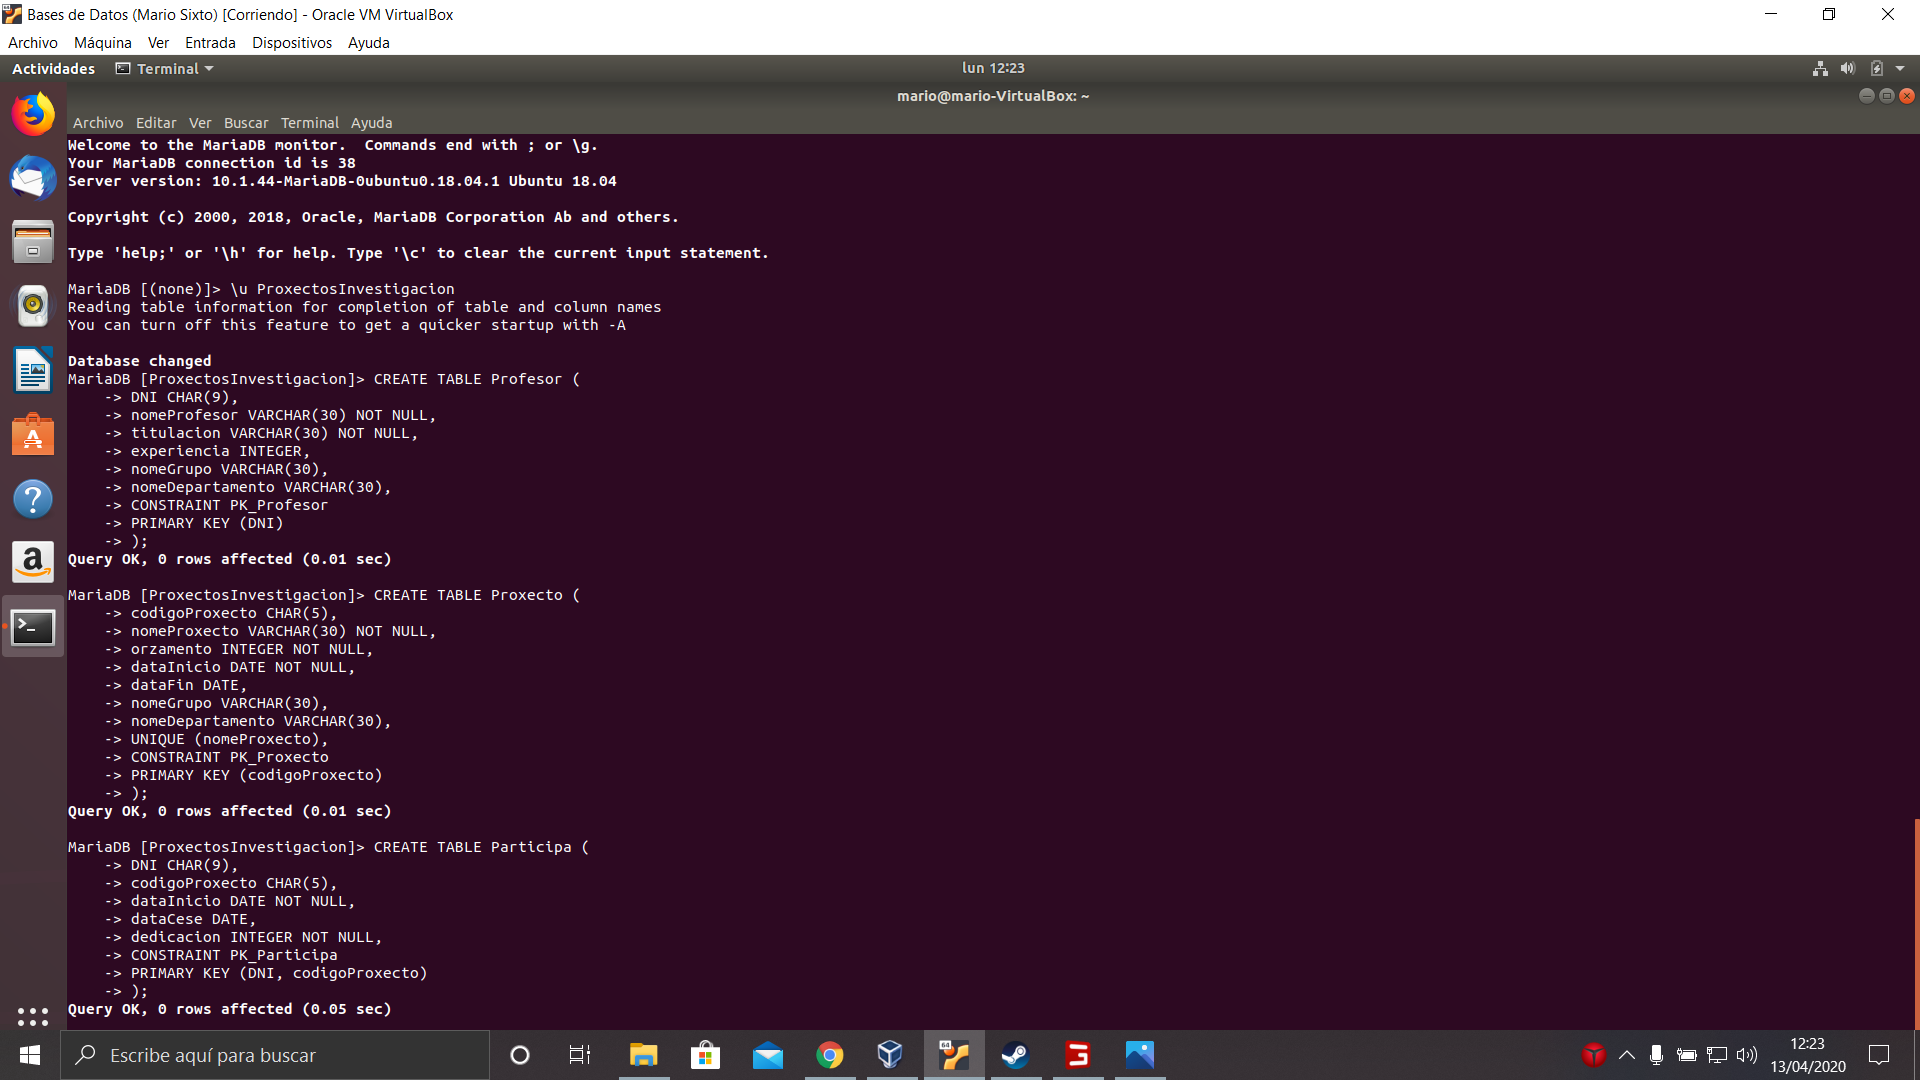 Bases de Datos (Mario Sixto) [Corriendo] - Oracle VM VirtualBox
Archivo Máquina Ver Entrada Dispositivos Ayuda
Actividades Terminal lun 12:23
mario@mario-VirtualBox: ~
Archivo Editar Ver Buscar Terminal Ayuda
Welcome to the MariaDB monitor.  Commands end with ; or \g.
Your MariaDB connection id is 38
Server version: 10.1.44-MariaDB-0ubuntu0.18.04.1 Ubuntu 18.04
Copyright (c) 2000, 2018, Oracle, MariaDB Corporation Ab and others.
Type 'help;' or '\h' for help. Type '\c' to clear the current input statement.
MariaDB [(none)]> \u ProxectosInvestigacion
Reading table information for completion of table and column names
You can turn off this feature to get a quicker startup with -A
Database changed
MariaDB [ProxectosInvestigacion]> CREATE TABLE Profesor (
    -> DNI CHAR(9),
    -> nomeProfesor VARCHAR(30) NOT NULL,
    -> titulacion VARCHAR(30) NOT NULL,
    -> experiencia INTEGER,
    -> nomeGrupo VARCHAR(30),
    -> nomeDepartamento VARCHAR(30),
    -> CONSTRAINT PK_Profesor
    -> PRIMARY KEY (DNI)
    -> );
Query OK, 0 rows affected (0.01 sec)
MariaDB [ProxectosInvestigacion]> CREATE TABLE Proxecto (
    -> codigoProxecto CHAR(5),
    -> nomeProxecto VARCHAR(30) NOT NULL,
    -> orzamento INTEGER NOT NULL,
    -> dataInicio DATE NOT NULL,
    -> dataFin DATE,
    -> nomeGrupo VARCHAR(30),
    -> nomeDepartamento VARCHAR(30),
    -> UNIQUE (nomeProxecto),
    -> CONSTRAINT PK_Proxecto
    -> PRIMARY KEY (codigoProxecto)
    -> );
Query OK, 0 rows affected (0.01 sec)
MariaDB [ProxectosInvestigacion]> CREATE TABLE Participa (
    -> DNI CHAR(9),
    -> codigoProxecto CHAR(5),
    -> dataInicio DATE NOT NULL,
    -> dataCese DATE,
    -> dedicacion INTEGER NOT NULL,
    -> CONSTRAINT PK_Participa
    -> PRIMARY KEY (DNI, codigoProxecto)
    -> );
Query OK, 0 rows affected (0.05 sec)
Escribe aquí para buscar
12:23
13/04/2020